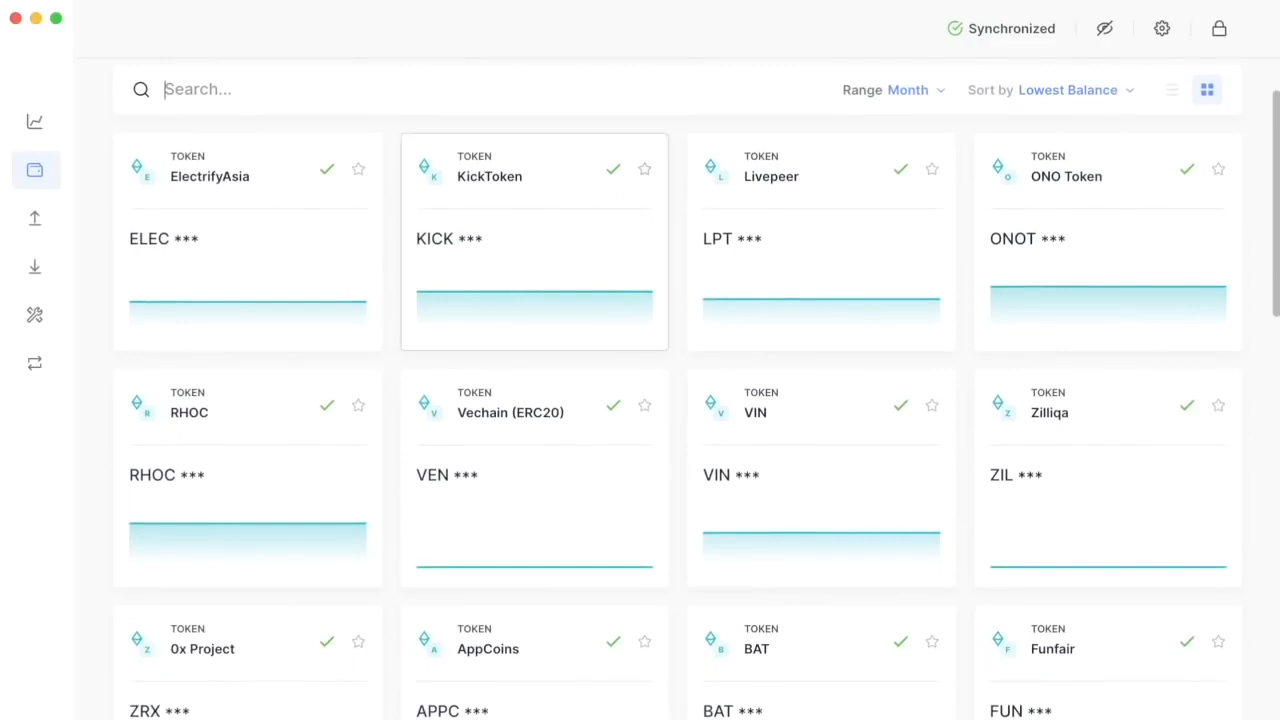 Synchronized
Search...
Range Month
Sort by Lowest Balance
TOKEN
ElectrifyAsia
E
ELEC ***
TOKEN
KickToken
K
KICK ***
TOKEN
Livepeer
L
LPT ***
TOKEN
ONO Token
O
ONOT ***
TOKEN
RHOC
R
RHOC ***
TOKEN
Vechain (ERC20)
V
VEN ***
TOKEN
VIN
V
VIN ***
TOKEN
Zilliqa
Z
ZIL ***
TOKEN
0x Project
Z
ZRX ***
TOKEN
AppCoins
A
APPC ***
TOKEN
BAT
B
BAT ***
TOKEN
Funfair
F
FUN ***